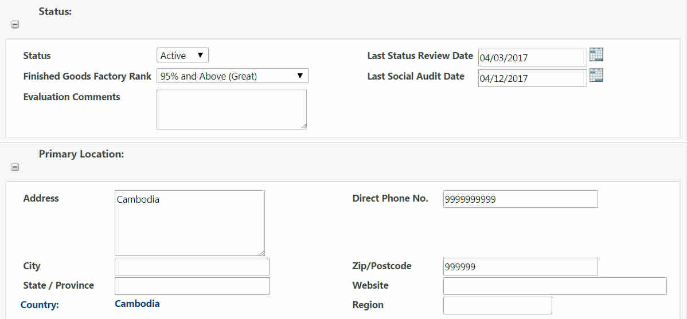 Status:
Status Active Last Status Review Date 04/03/2017
Finished Goods Factory Rank 95% and Above (Great) Last Social Audit Date 04/12/2017
Evaluation Comments
Primary Location:
Address Cambodia Direct Phone No. 9999999999
City Zip/Postcode 999999
State / Province Website
Country: Cambodia Region